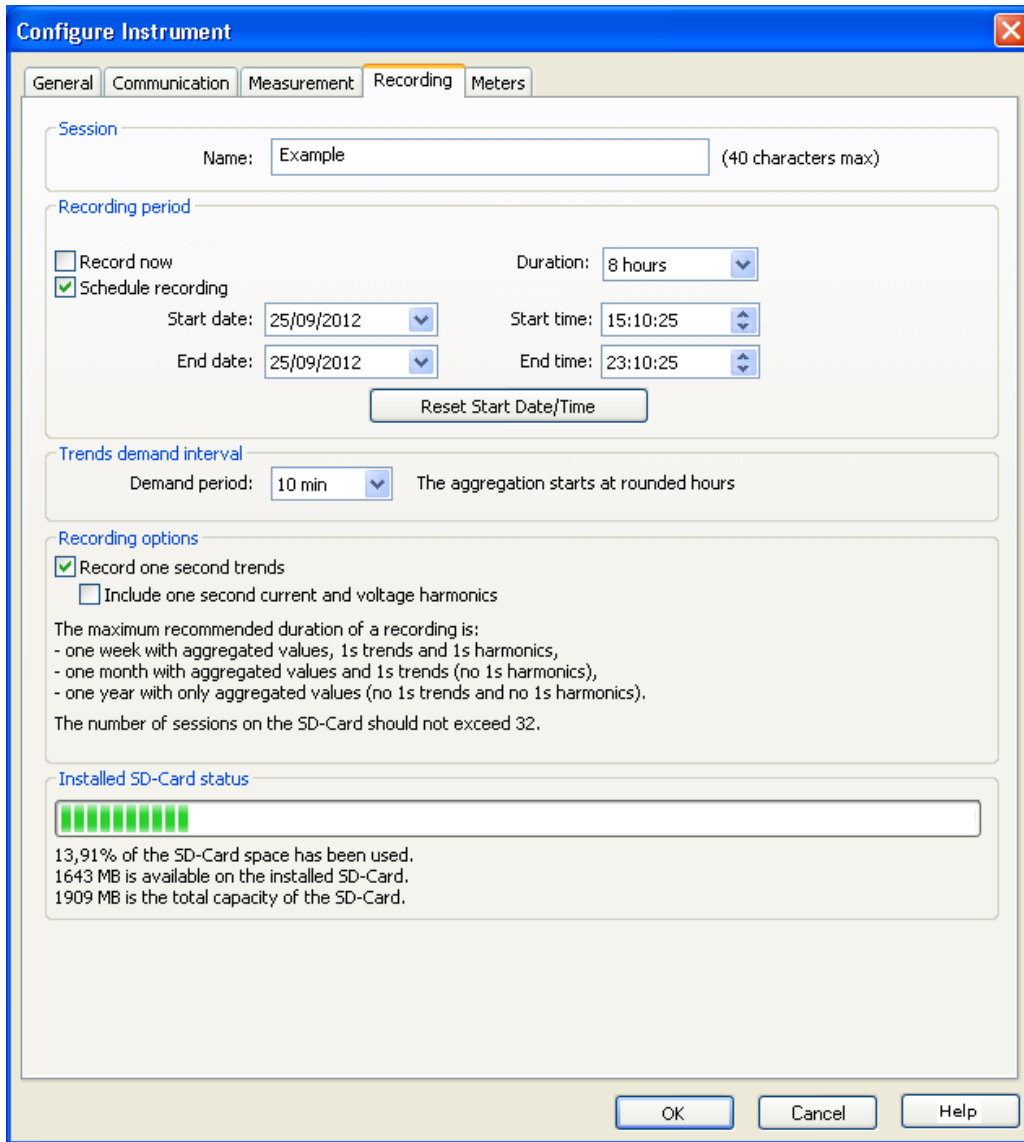 Configure Instrument
General Communication Measurement Recording Meters
Session
Name: Example (40 characters max)
Recording period
Record now Duration: 8 hours
Schedule recording
Start date: 25/09/2012 Start time: 15:10:25
End date: 25/09/2012 End time: 23:10:25
Reset Start Date/Time
Trends demand interval
Demand period: 10 min The aggregation starts at rounded hours
Recording options
Record one second trends
Include one second current and voltage harmonics
The maximum recommended duration of a recording is:
- one week with aggregated values, 1s trends and 1s harmonics,
- one month with aggregated values and 1s trends (no 1s harmonics),
- one year with only aggregated values (no 1s trends and no 1s harmonics).
The number of sessions on the SD-Card should not exceed 32.
Installed SD-Card status
13,91% of the SD-Card space has been used.
1643 MB is available on the installed SD-Card.
1909 MB is the total capacity of the SD-Card.
OK Cancel Help